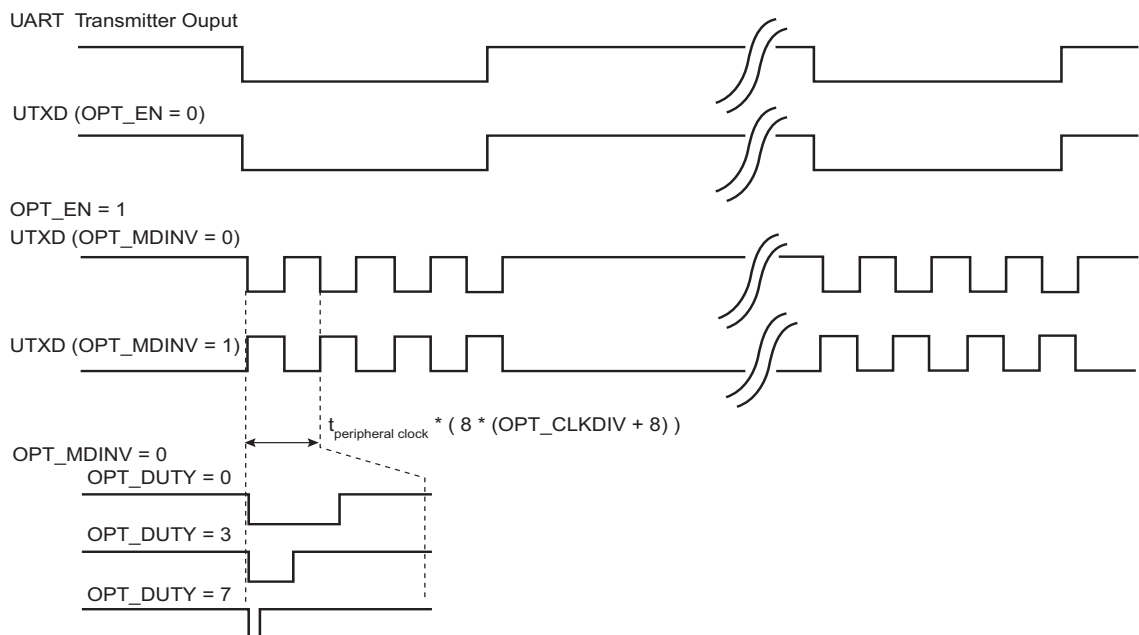 UART Transmitter Ouput
UTXD (OPT_EN = 0)
OPT_EN = 1
UTXD (OPT_MDINV = 0)
UTXD (OPT_MDINV = 1)
tperipheral clock * ( 8 * (OPT_CLKDIV + 8) )
OPT_MDINV = 0
OPT_DUTY = 0
OPT_DUTY = 3
OPT_DUTY = 7